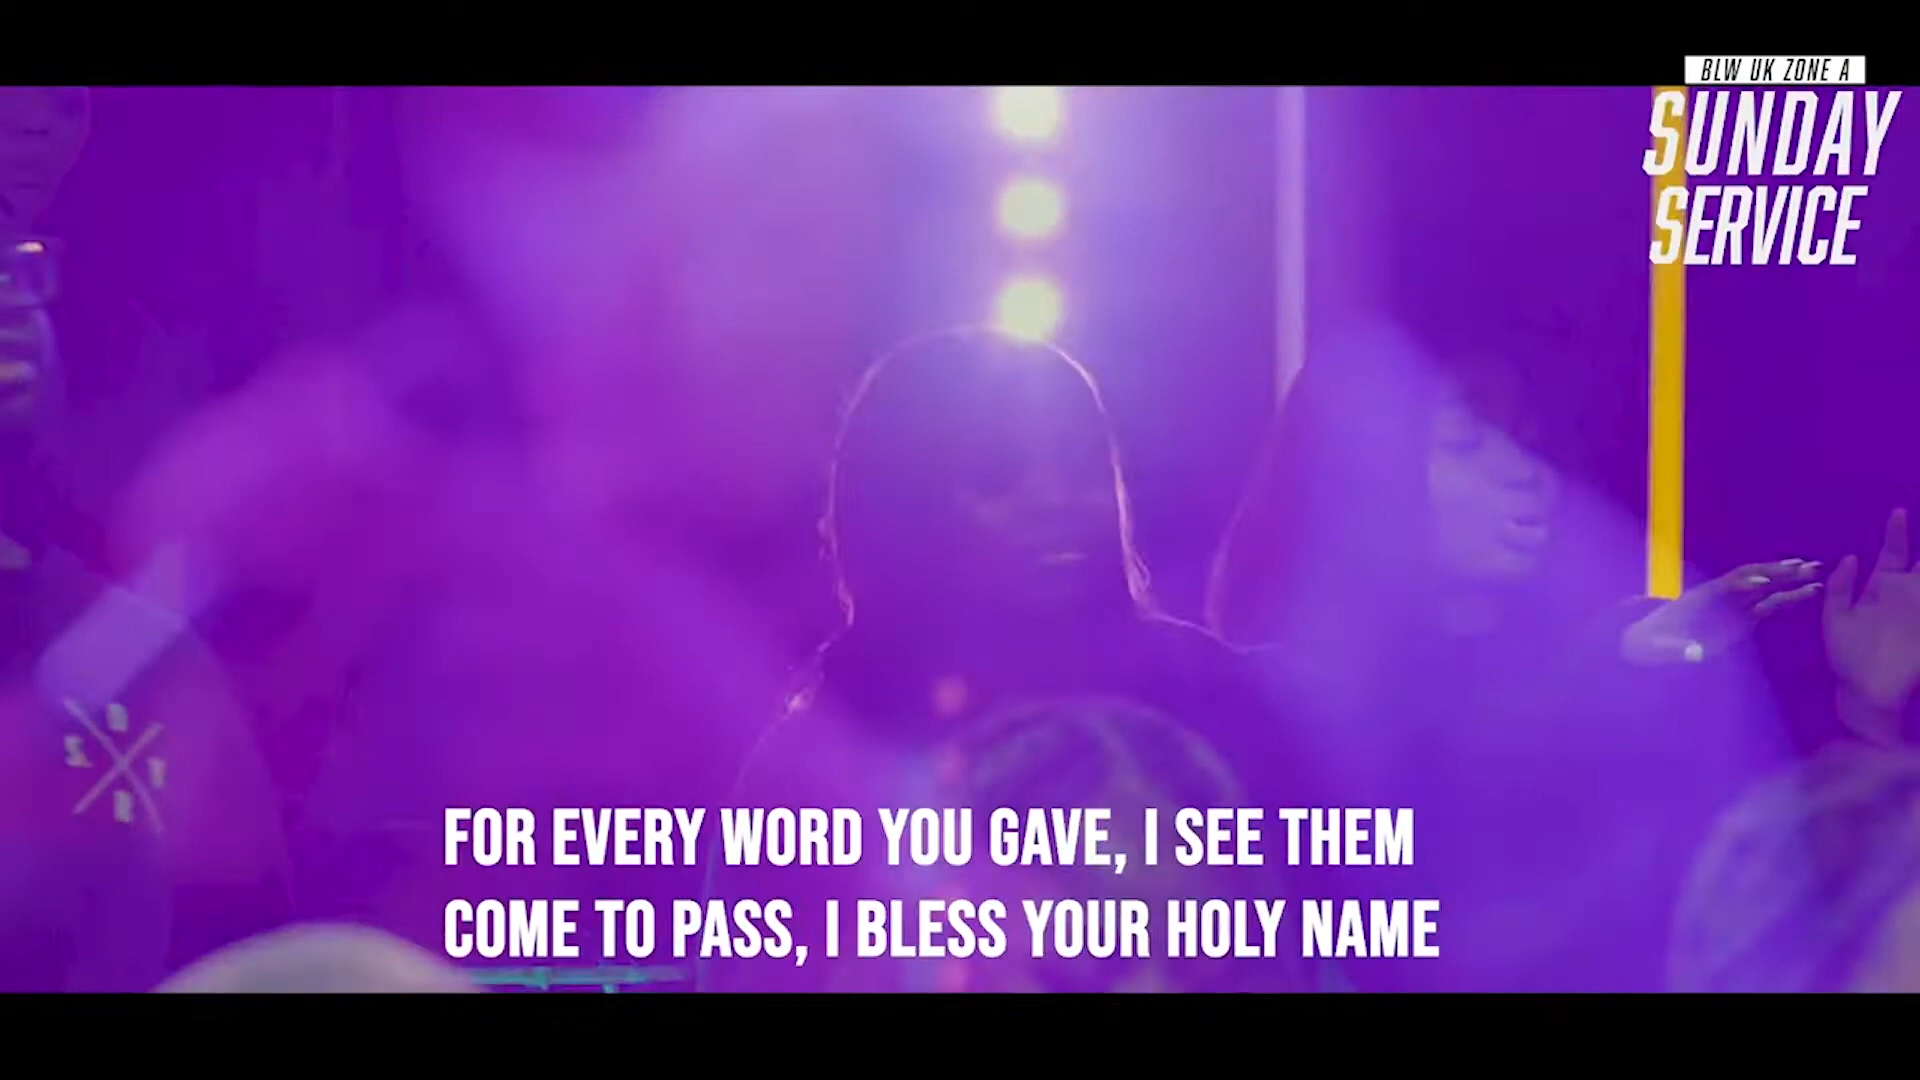 BLW UK ZONE A
SUNDAY
SERVICE
FOR EVERY WORD YOU GAVE, I SEE THEM
COME TO PASS, I BLESS YOUR HOLY NAME